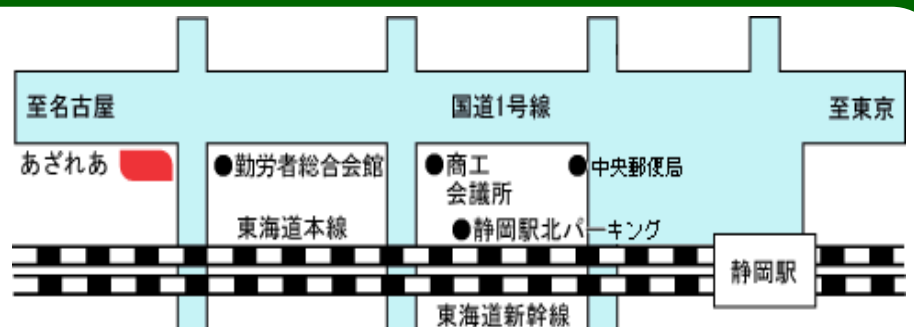 至名古屋
国道1号線
至東京
あざれあ
●勤労者総合会館
●商工
会議所
●中央郵便局
東海道本線
●静岡駅北パーキング
静岡駅
東海道新幹線